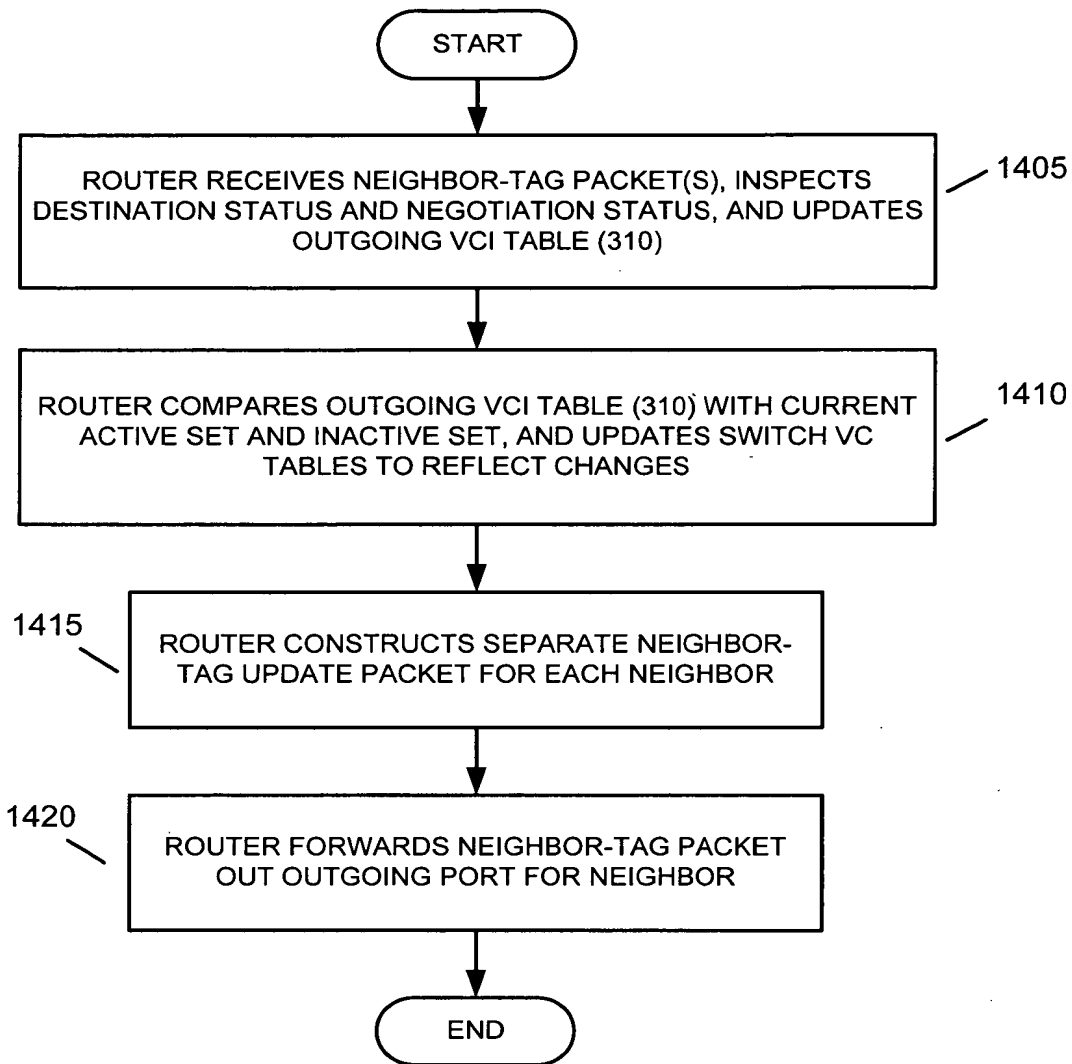 START
ROUTER RECEIVES NEIGHBOR-TAG PACKET(S), INSPECTS
DESTINATION STATUS AND NEGOTIATION STATUS, AND UPDATES
OUTGOING VCI TABLE (310)
1405
ROUTER COMPARES OUTGOING VCI TABLE (310) WITH CURRENT
ACTIVE SET AND INACTIVE SET, AND UPDATES SWITCH VC
TABLES TO REFLECT CHANGES
1410
1415
ROUTER CONSTRUCTS SEPARATE NEIGHBOR-
TAG UPDATE PACKET FOR EACH NEIGHBOR
1420
ROUTER FORWARDS NEIGHBOR-TAG PACKET
OUT OUTGOING PORT FOR NEIGHBOR
END